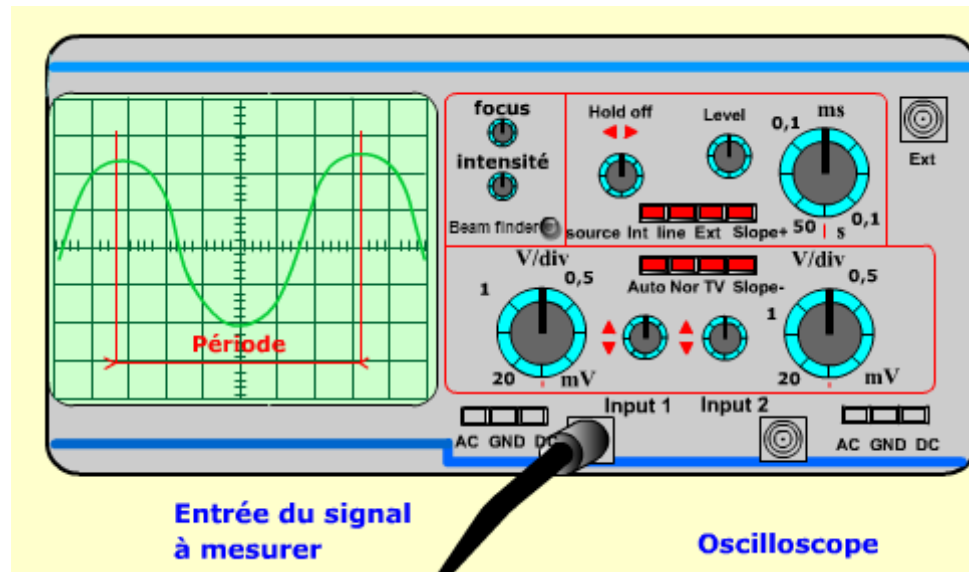 focus
intensité
Beam finder
Hold off
Level
0,1
ms
50
s
0,1
Ext
source Int line Ext Slope+
Auto Nor TV Slope-
V/div
1
0,5
20
mV
V/div
1
0,5
20
mV
Période
Input 1
Input 2
AC GND DC
AC GND DC
Entrée du signal
à mesurer
Oscilloscope